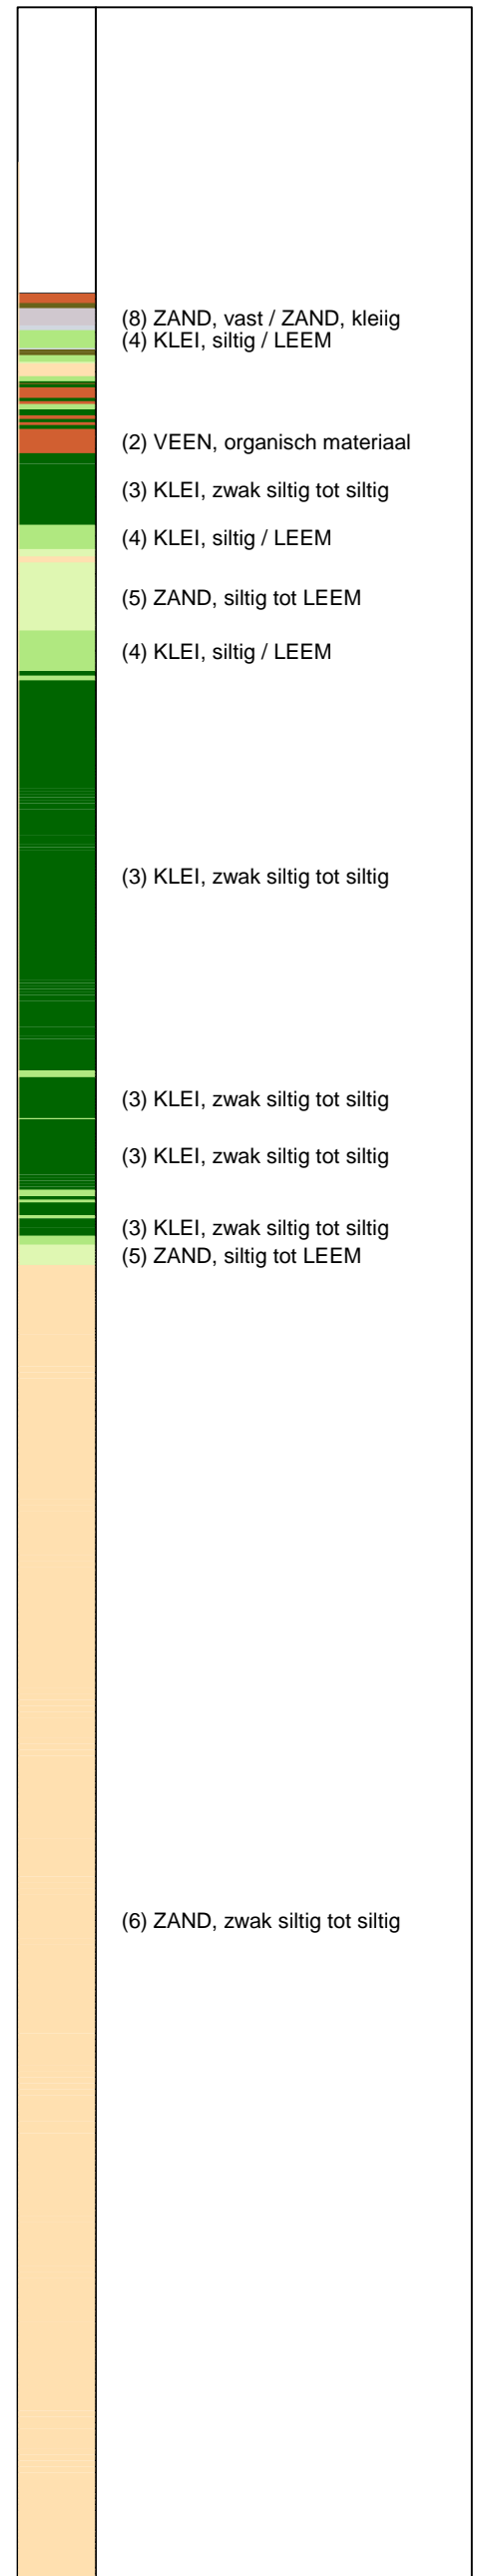 (8) ZAND, vast / ZAND, kleiig
(4) KLEI, siltig / LEEM
(2) VEEN, organisch materiaal
(3) KLEI, zwak siltig tot siltig
(4) KLEI, siltig / LEEM
(5) ZAND, siltig tot LEEM
(4) KLEI, siltig / LEEM
(3) KLEI, zwak siltig tot siltig
(3) KLEI, zwak siltig tot siltig
(3) KLEI, zwak siltig tot siltig
(3) KLEI, zwak siltig tot siltig
(5) ZAND, siltig tot LEEM
(6) ZAND, zwak siltig tot siltig